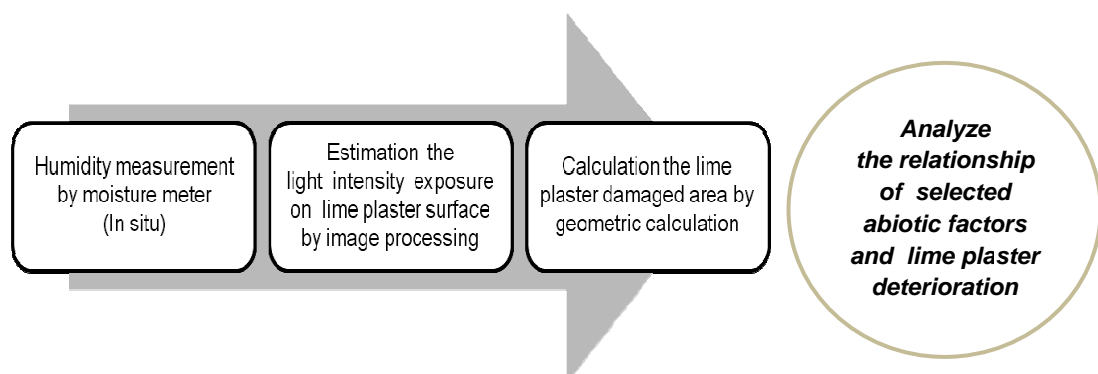 Humidity measurement
by moisture meter
(In situ)
Estimation the
light intensity exposure
on lime plaster surface
by image processing
Calculation the lime
plaster damaged area by
geometric calculation
Analyze
the relationship
of selected
abiotic factors
and lime plaster
deterioration